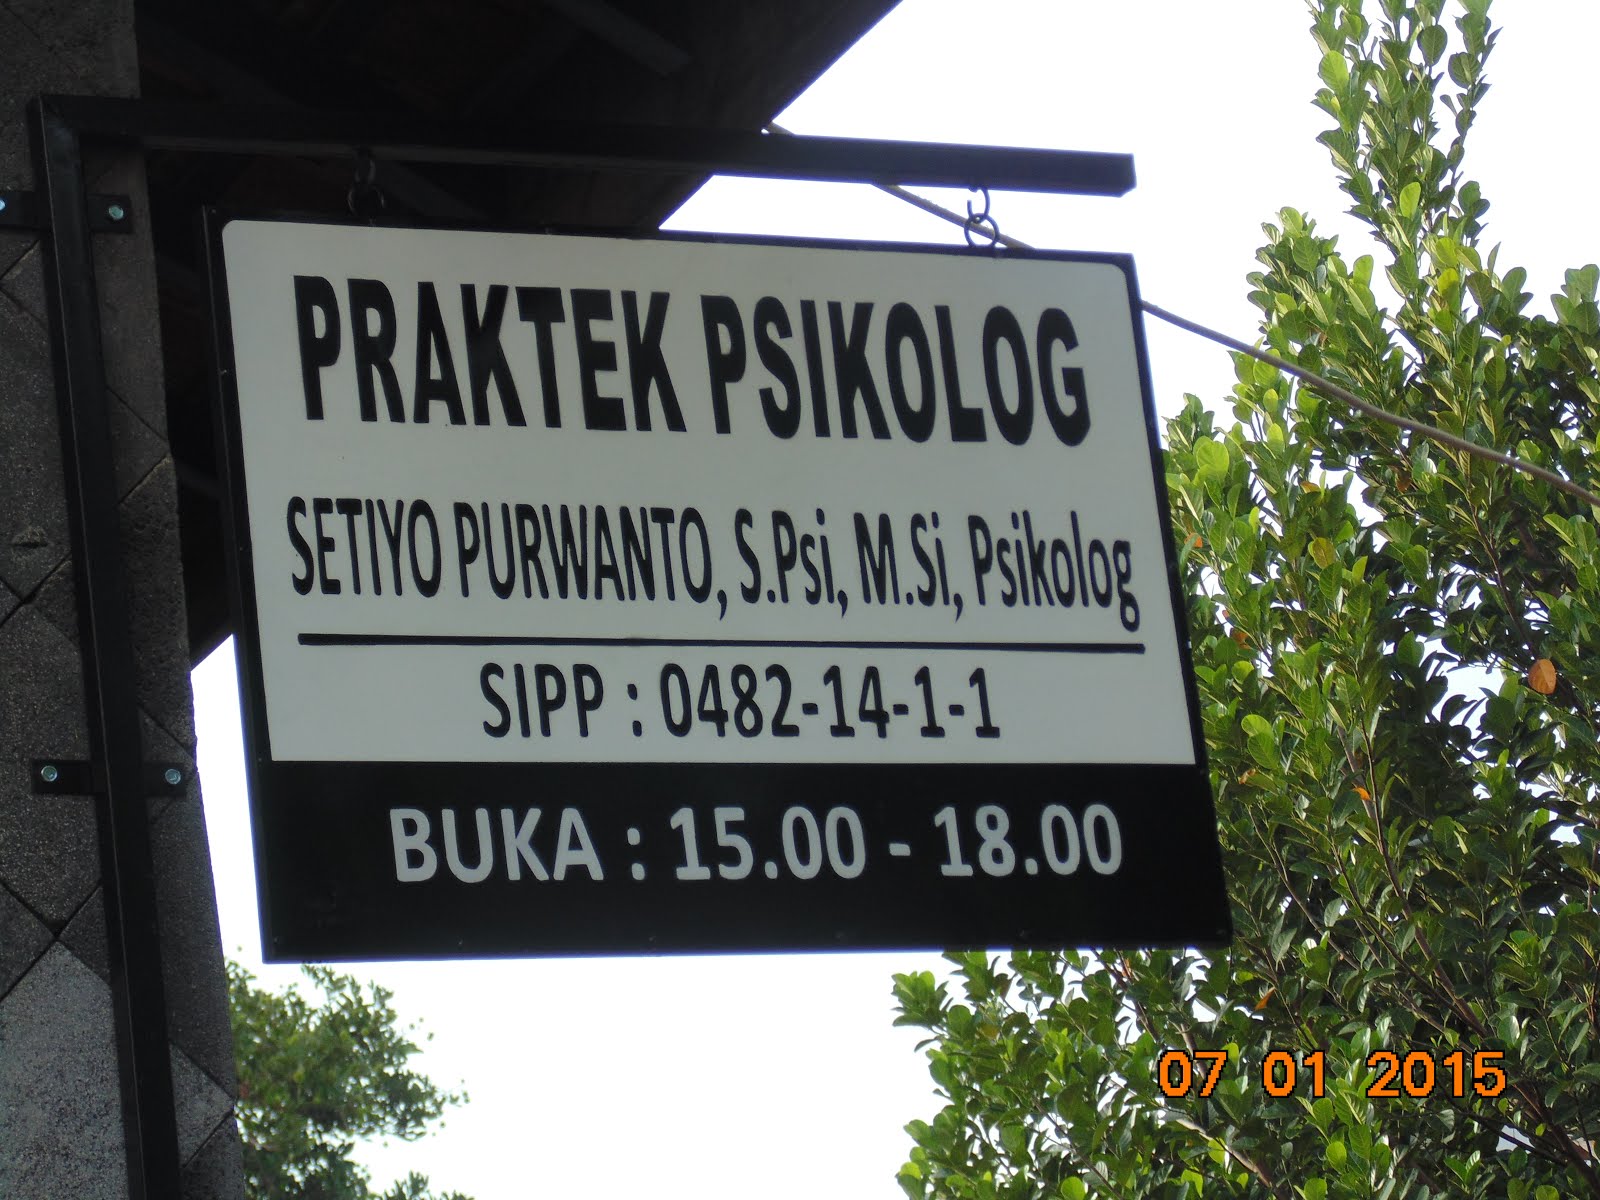 PRAKTEK PSIKOLOG
SETIYO PURWANTO, S.Psi, M.Si, Psikolog
SIPP : 0482-14-1-1
BUKA : 15.00 - 18.00
07 01 2015